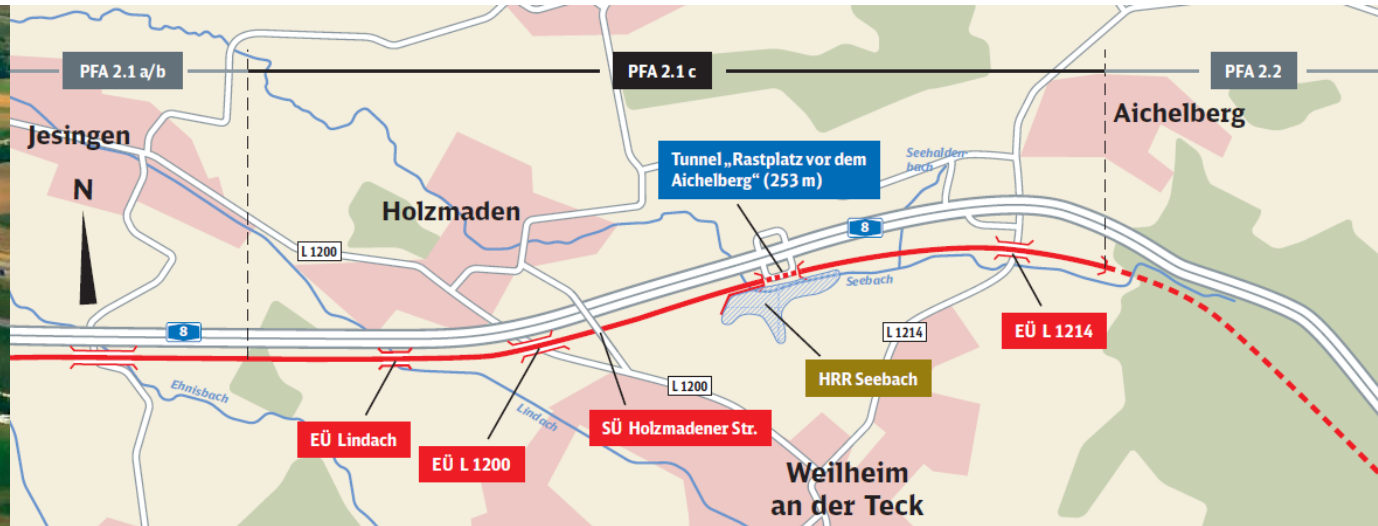 PFA 2.1 a/b
PFA 2.1 c
PFA 2.2
Jesingen
Aichelberg
N
Holzmaden
Tunnel „Rastplatz vor dem
Aichelberg“ (253 m)
Seehalden-
bach
L 1200
8
8
Seebach
L 1214
EÜ L 1214
HRR Seebach
Ehnisbach
Lindach
L 1200
EÜ Lindach
EÜ L 1200
SÜ Holzmadener Str.
Weilheim
an der Teck